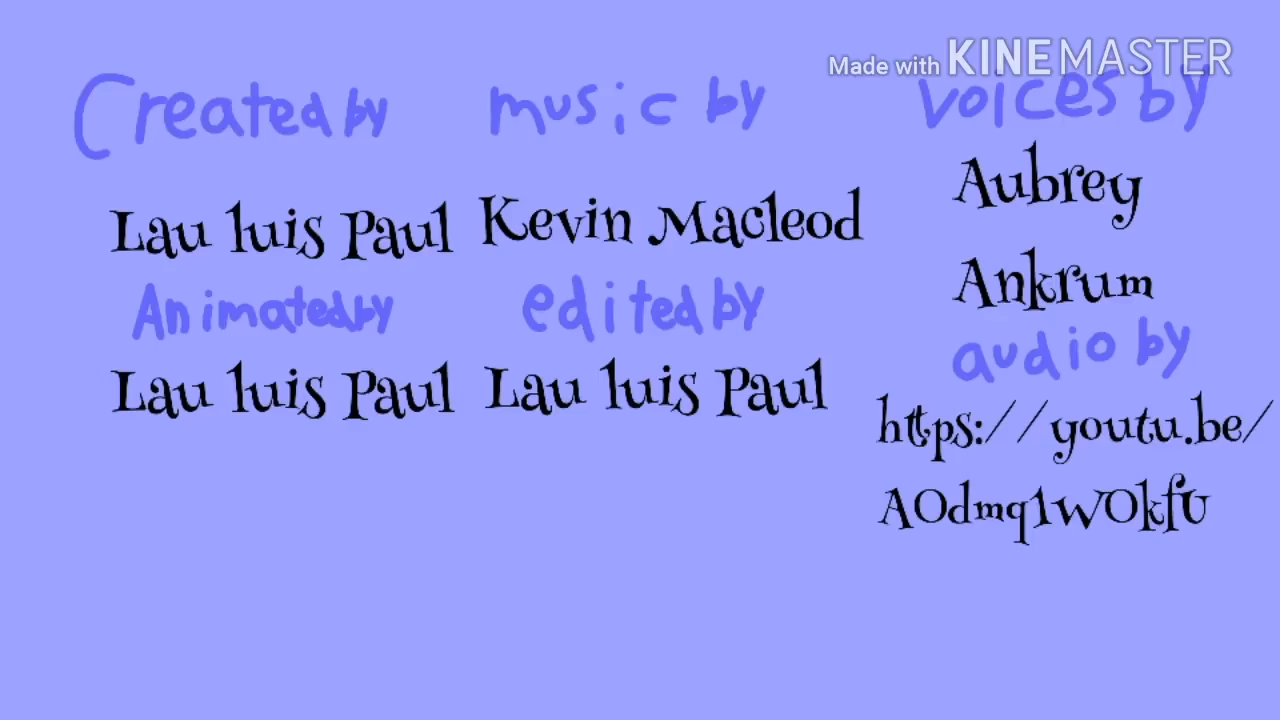 Made with KINEMASTER
Created by
Lau luis Paul
Animated by
Lau luis Paul
music by
Kevin Macleod
edited by
Lau luis Paul
voices by
Aubrey
Ankrum
audio by
https://youtu.be/
AOdmq1WOkfU